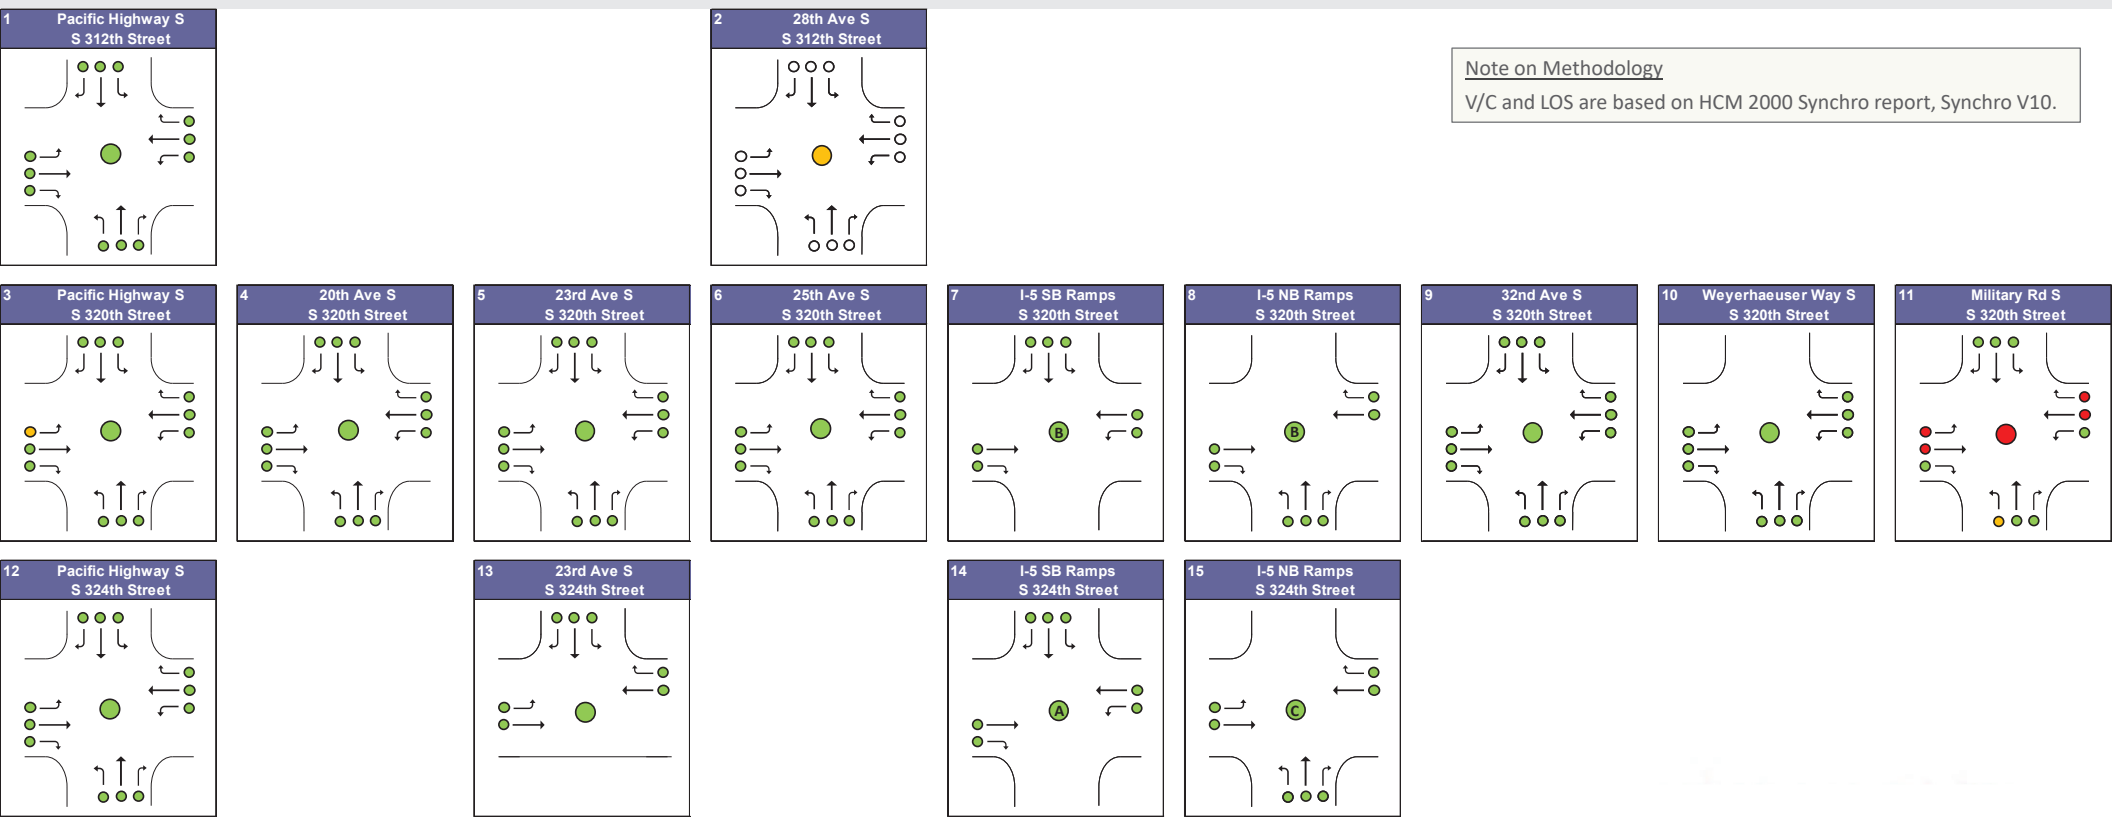 1 Pacific Highway S
S 312th Street
2 28th Ave S
S 312th Street
Note on Methodology
V/C and LOS are based on HCM 2000 Synchro report, Synchro V10.
3 Pacific Highway S
S 320th Street
4 20th Ave S
S 320th Street
5 23rd Ave S
S 320th Street
6 25th Ave S
S 320th Street
7 I-5 SB Ramps
S 320th Street
B
8 I-5 NB Ramps
S 320th Street
B
9 32nd Ave S
S 320th Street
10 Weyerhaeuser Way S
S 320th Street
11 Military Rd S
S 320th Street
12 Pacific Highway S
S 324th Street
13 23rd Ave S
S 324th Street
14 I-5 SB Ramps
S 324th Street
A
15 I-5 NB Ramps
S 324th Street
C